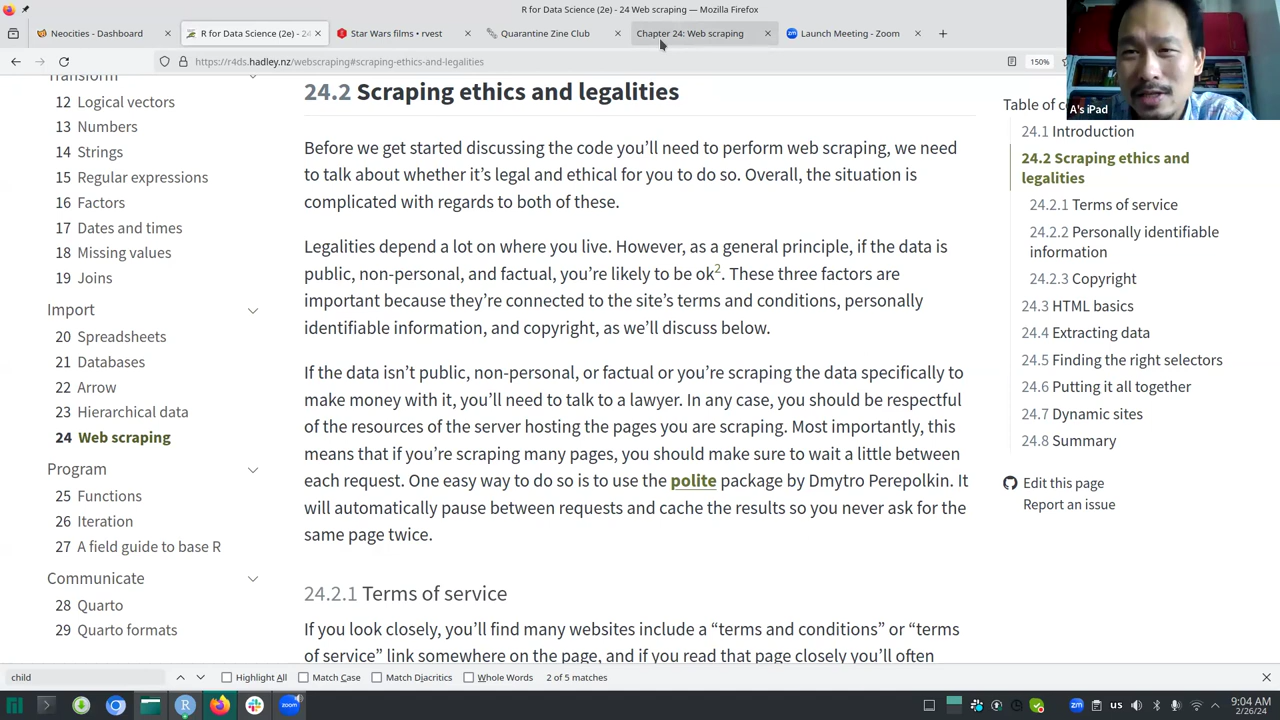 R for Data Science (2e) - 24 Web scraping — Mozilla Firefox
Neocities - Dashboard
R for Data Science (2e) - 24
Star Wars films • rvest
Quarantine Zine Club
Chapter 24: Web scraping
Launch Meeting - Zoom
https://r4ds.hadley.nz/webscraping#scraping-ethics-and-legalities
150%
A's iPad
Transform
12 Logical vectors
13 Numbers
14 Strings
15 Regular expressions
16 Factors
17 Dates and times
18 Missing values
19 Joins
Import
20 Spreadsheets
21 Databases
22 Arrow
23 Hierarchical data
24 Web scraping
Program
25 Functions
26 Iteration
27 A field guide to base R
Communicate
28 Quarto
29 Quarto formats
24.2 Scraping ethics and legalities
Before we get started discussing the code you’ll need to perform web scraping, we need
to talk about whether it’s legal and ethical for you to do so. Overall, the situation is
complicated with regards to both of these.
Legalities depend a lot on where you live. However, as a general principle, if the data is
public, non-personal, and factual, you’re likely to be ok2. These three factors are
important because they’re connected to the site’s terms and conditions, personally
identifiable information, and copyright, as we’ll discuss below.
If the data isn’t public, non-personal, or factual or you’re scraping the data specifically to
make money with it, you’ll need to talk to a lawyer. In any case, you should be respectful
of the resources of the server hosting the pages you are scraping. Most importantly, this
means that if you’re scraping many pages, you should make sure to wait a little between
each request. One easy way to do so is to use the polite package by Dmytro Perepolkin. It
will automatically pause between requests and cache the results so you never ask for the
same page twice.
24.2.1 Terms of service
If you look closely, you’ll find many websites include a “terms and conditions” or “terms
of service” link somewhere on the page, and if you read that page closely you’ll often
Table of c
24.1 Introduction
24.2 Scraping ethics and
legalities
24.2.1 Terms of service
24.2.2 Personally identifiable
information
24.2.3 Copyright
24.3 HTML basics
24.4 Extracting data
24.5 Finding the right selectors
24.6 Putting it all together
24.7 Dynamic sites
24.8 Summary
Edit this page
Report an issue
child
Highlight All
Match Case
Match Diacritics
Whole Words
2 of 5 matches
zoom
zm
us
9:04 AM
2/26/24